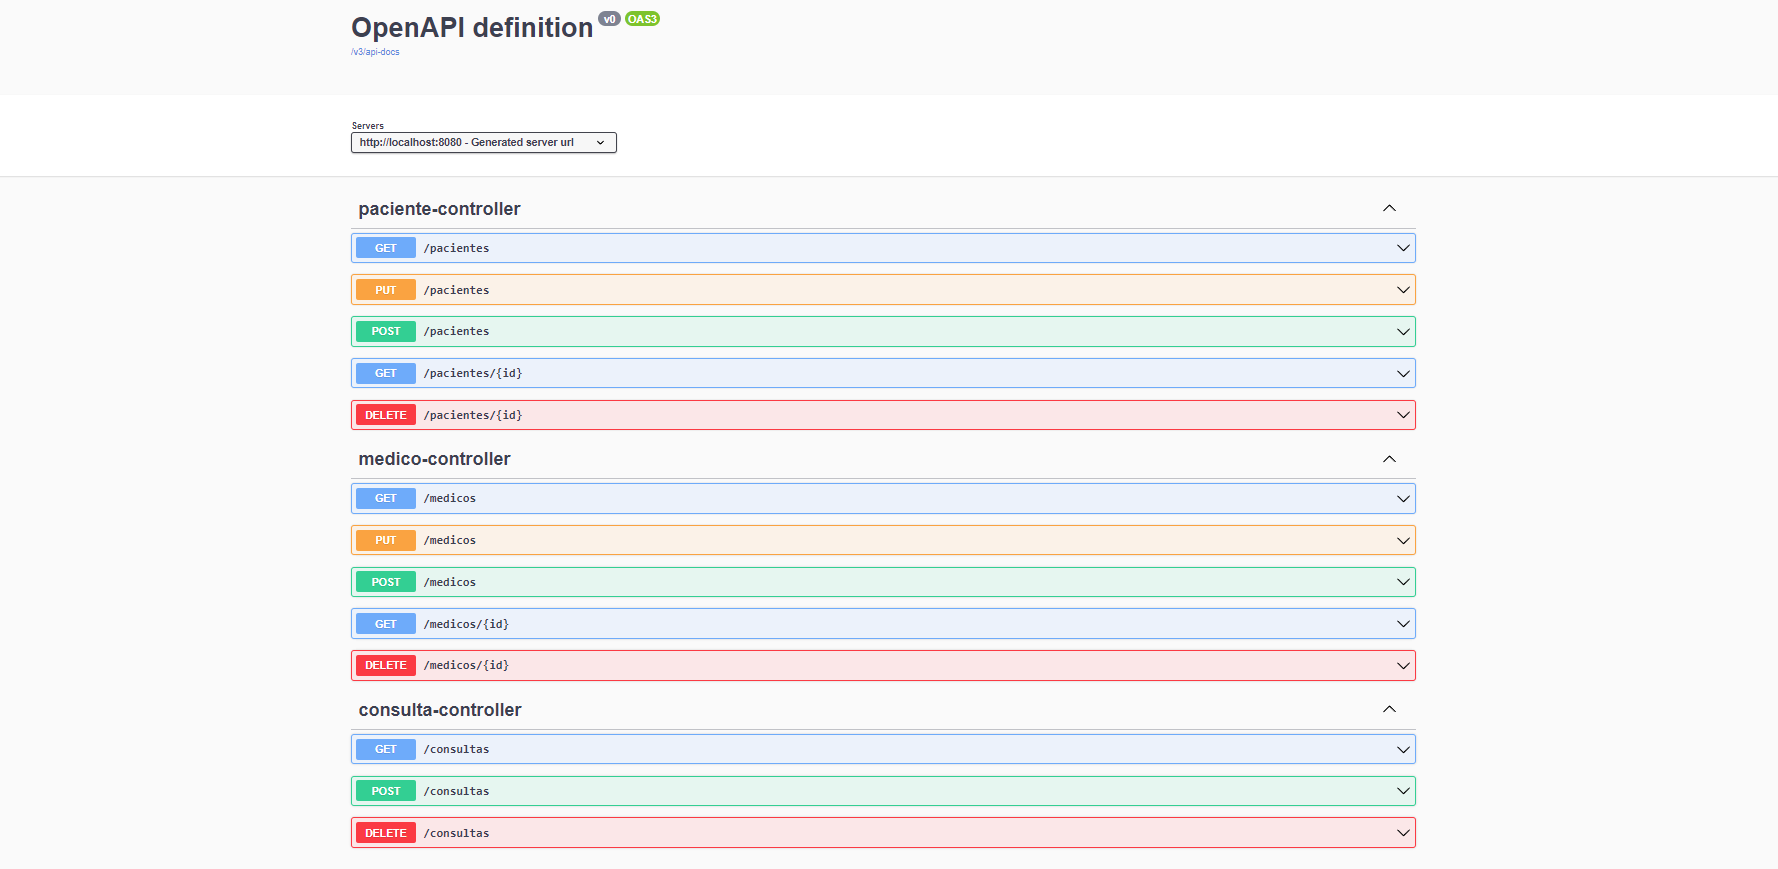 OpenAPI definition v0 OAS3
/v3/api-docs
Servers
http://localhost:8080 - Generated server url
paciente-controller
GET /pacientes
PUT /pacientes
POST /pacientes
GET /pacientes/{id}
DELETE /pacientes/{id}
medico-controller
GET /medicos
PUT /medicos
POST /medicos
GET /medicos/{id}
DELETE /medicos/{id}
consulta-controller
GET /consultas
POST /consultas
DELETE /consultas